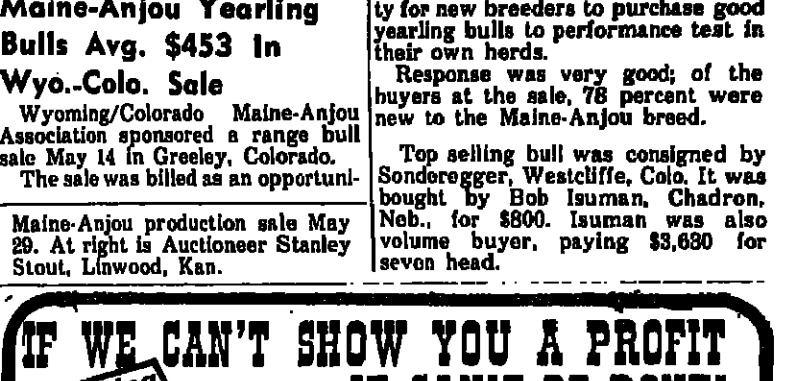 Maine-Anjou Yearling
Bulls Avg. $453 In
Wyo.-Colo. Sale
Wyoming/Colorado Maine-Anjou
Association sponsored a range bull
sale May 14 in Greeley, Colorado.
The sale was billed as an opportuni-
ty for new breeders to purchase good
yearling bulls to performance test in
their own herds.
Response was very good; of the
buyers at the sale, 78 percent were
new to the Maine-Anjou breed.
Top selling bull was consigned by
Sonderegger, Westcliffe, Colo. It was
bought by Bob Isuman, Chadron,
Neb., for $800. Isuman was also
volume buyer, paying $3,630 for
seven head.
Maine-Anjou production sale May
29. At right is Auctioneer Stanley
Stout, Linwood, Kan.
IF WE CAN'T SHOW YOU A PROFIT